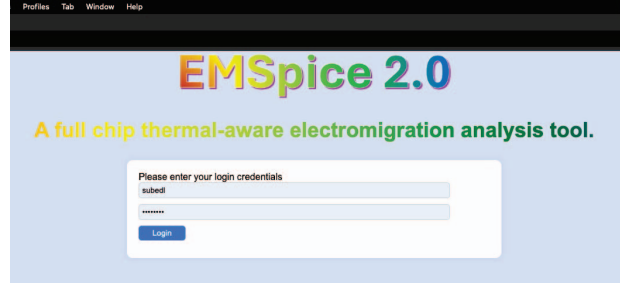 Profiles Tab Window Help
EMSpice 2.0
A full chip thermal-aware electromigration analysis tool.
Please enter your login credentials
subedl
••••••••
Login